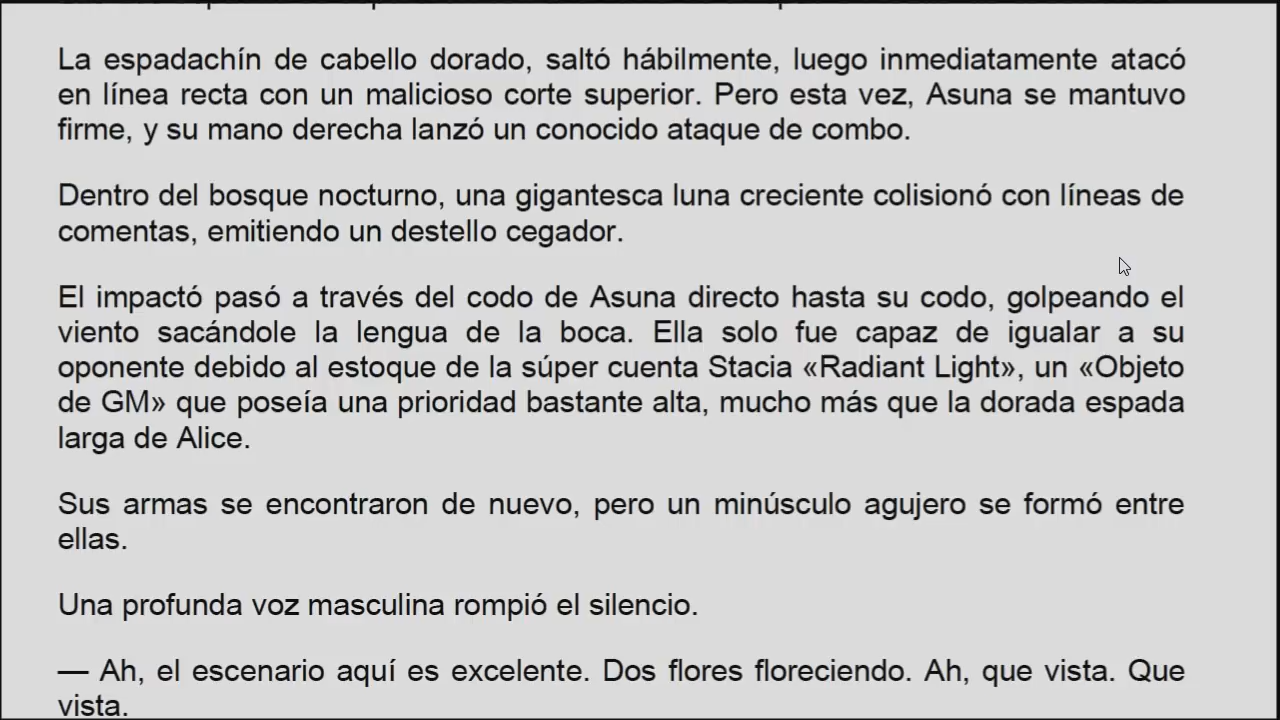 La espadachín de cabello dorado, saltó hábilmente, luego inmediatamente atacó
en línea recta con un malicioso corte superior. Pero esta vez, Asuna se mantuvo
firme, y su mano derecha lanzó un conocido ataque de combo.
Dentro del bosque nocturno, una gigantesca luna creciente colisionó con líneas de
comentas, emitiendo un destello cegador.
El impactó pasó a través del codo de Asuna directo hasta su codo, golpeando el
viento sacándole la lengua de la boca. Ella solo fue capaz de igualar a su
oponente debido al estoque de la súper cuenta Stacia «Radiant Light», un «Objeto
de GM» que poseía una prioridad bastante alta, mucho más que la dorada espada
larga de Alice.
Sus armas se encontraron de nuevo, pero un minúsculo agujero se formó entre
ellas.
Una profunda voz masculina rompió el silencio.
— Ah, el escenario aquí es excelente. Dos flores floreciendo. Ah, que vista. Que
vista.